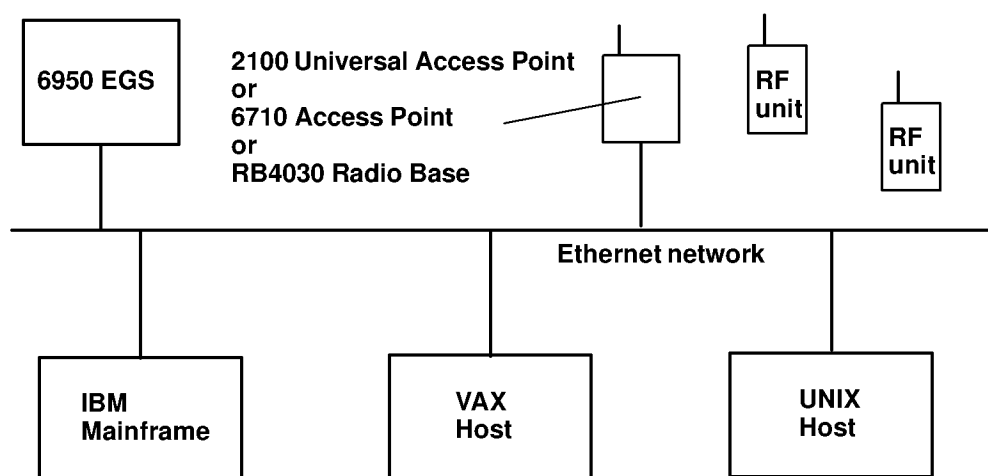 6950 EGS
2100 Universal Access Point
or
6710 Access Point
or
RB4030 Radio Base
RF
unit
RF
unit
Ethernet network
IBM
Mainframe
VAX
Host
UNIX
Host